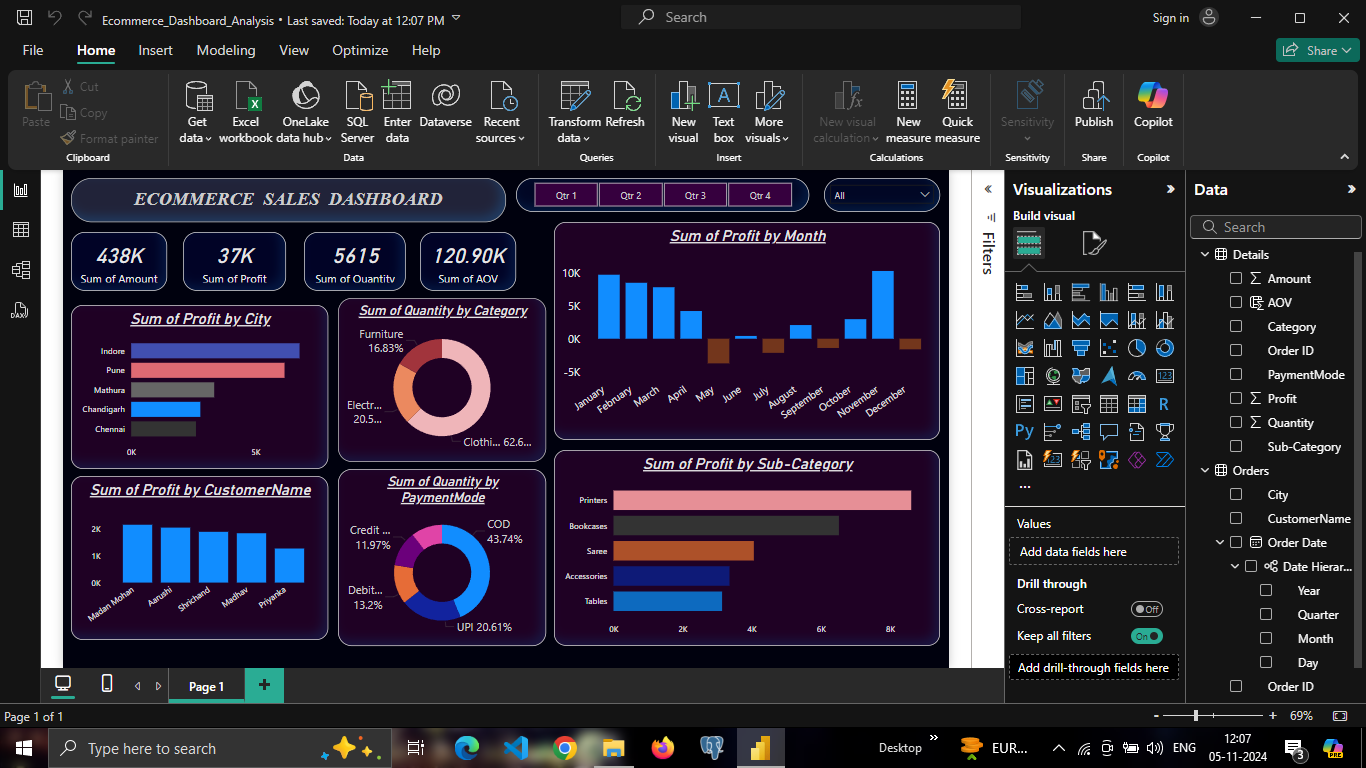 Ecommerce_Dashboard_Analysis • Last saved: Today at 12:07 PM
Search
Sign in
File
Home
Insert
Modeling
View
Optimize
Help
Share
Paste
Cut
Copy
Format painter
Clipboard
Get data
Excel workbook
OneLake data hub
SQL Server
Enter data
Dataverse
Recent sources
Data
Transform data
Refresh
Queries
New visual
Text box
More visuals
Insert
New visual calculation
New measure
Quick measure
Calculations
Sensitivity
Sensitivity
Publish
Share
Copilot
Copilot
ECOMMERCE SALES DASHBOARD
Qtr 1
Qtr 2
Qtr 3
Qtr 4
All
438K
Sum of Amount
37K
Sum of Profit
5615
Sum of Quantity
120.90K
Sum of AOV
Sum of Profit by City
Indore
Pune
Mathura
Chandigarh
Chennai
0K
5K
Sum of Quantity by Category
Furniture
16.83%
Electr...
20.5...
Clothi... 62.6...
Sum of Profit by Month
10K
5K
0K
-5K
January
February
March
April
May
June
July
August
September
October
November
December
Sum of Profit by CustomerName
2K
1K
0K
Madan Mohan
Aarushi
Shrichand
Madhav
Priyanka
Sum of Quantity by
PaymentMode
COD
43.74%
Credit ...
11.97%
Debit...
13.2%
UPI 20.61%
Sum of Profit by Sub-Category
Printers
Bookcases
Saree
Accessories
Tables
0K
2K
4K
6K
8K
Filters
Visualizations
Build visual
R
Py
123
...
Values
Add data fields here
Drill through
Cross-report
Off
Keep all filters
On
Add drill-through fields here
Data
Search
Details
Amount
AOV
Category
Order ID
PaymentMode
Profit
Quantity
Sub-Category
Orders
City
CustomerName
Order Date
Date Hierar...
Year
Quarter
Month
Day
Order ID
Page 1
Page 1 of 1
69%
Type here to search
Desktop
EUR...
ENG
12:07
05-11-2024
3
PRE